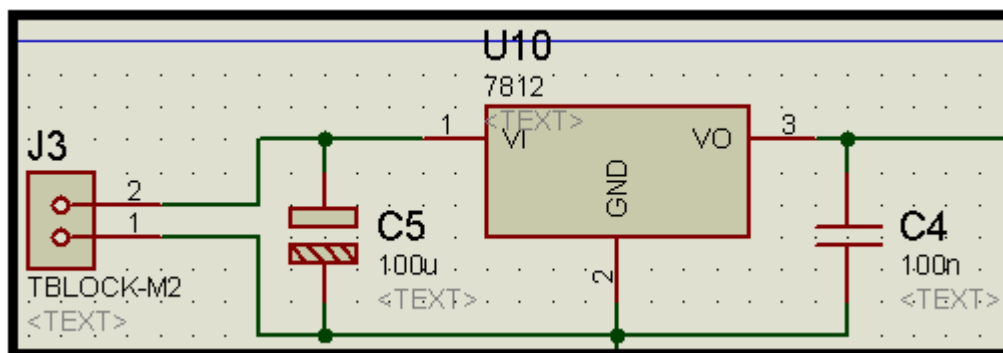 U10
7812
<TEXT>
1
VI
VO
3
GND
2
J3
2
1
TBLOCK-M2
<TEXT>
C5
100u
<TEXT>
C4
100n
<TEXT>